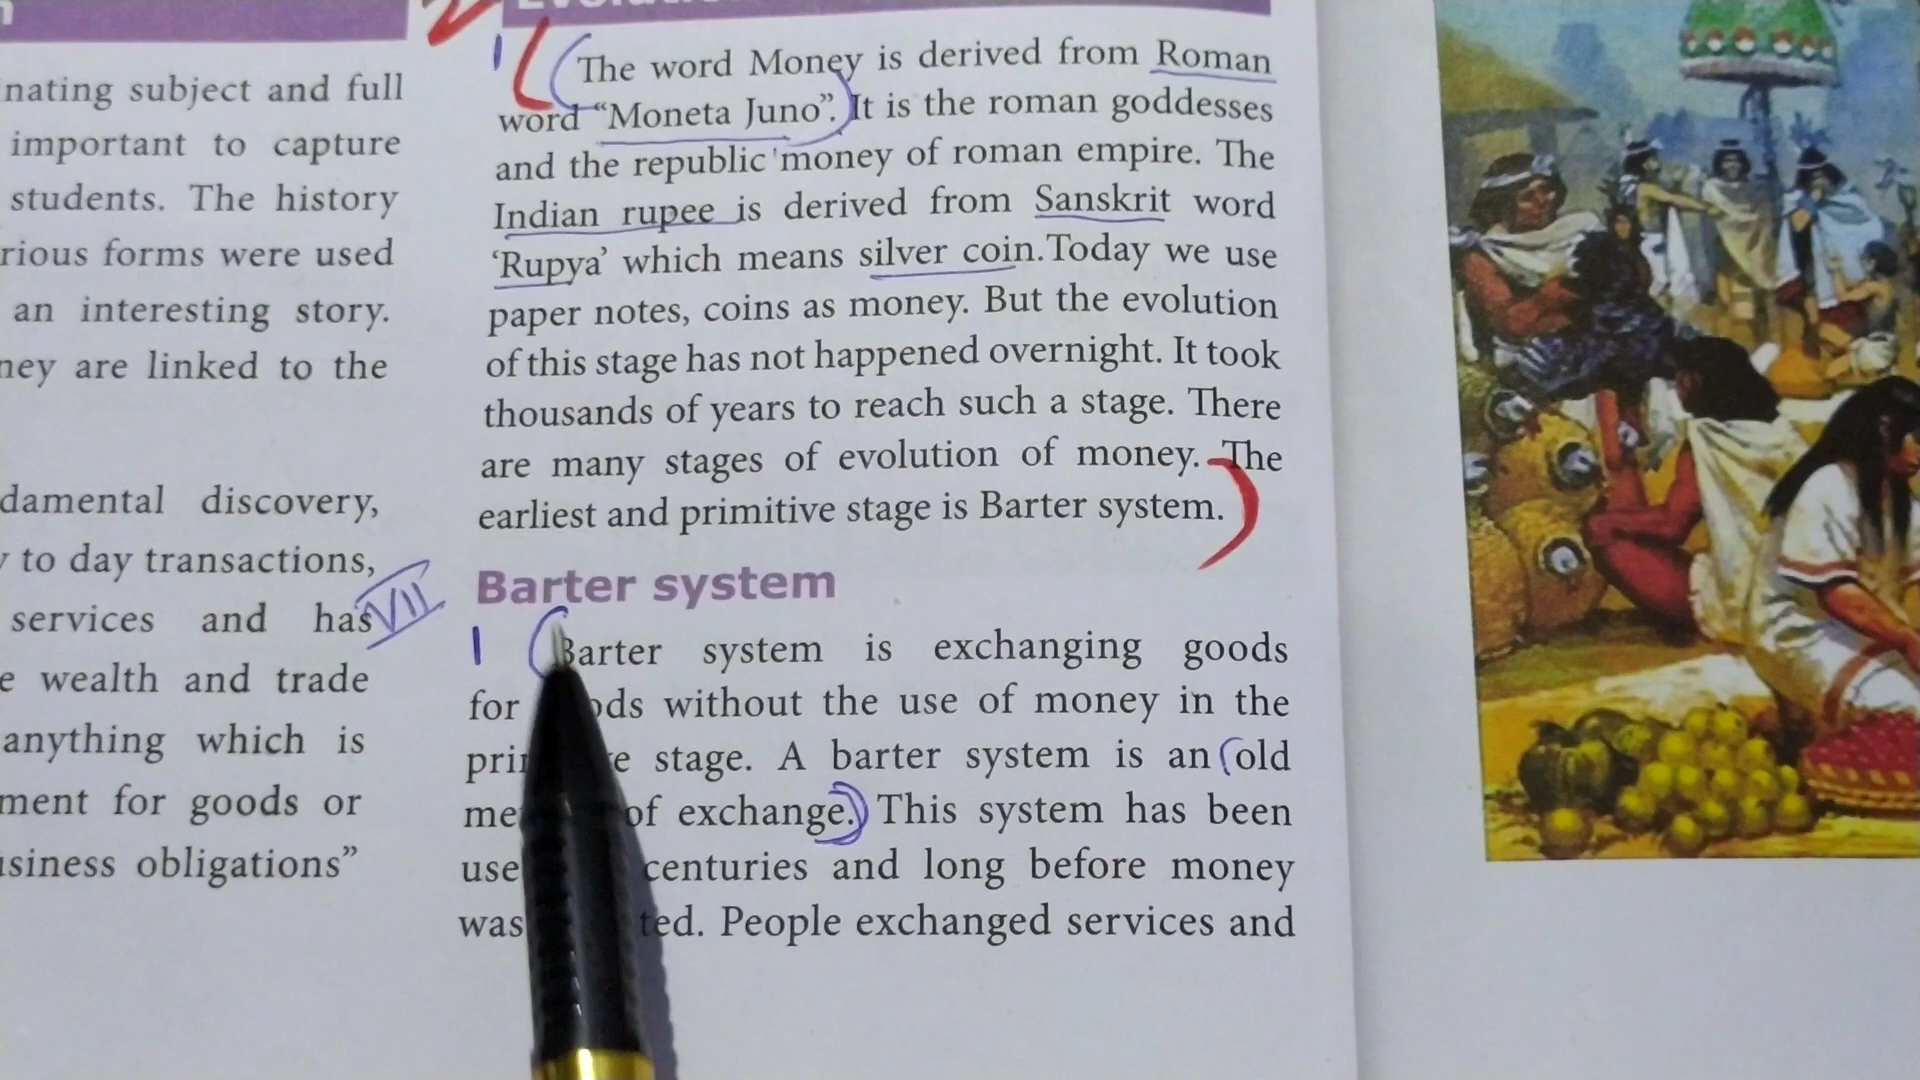 nating subject and full
important to capture
students. The history
rious forms were used
an interesting story.
ney are linked to the
damental discovery,
to day transactions,
services and has
e wealth and trade
anything which is
ment for goods or
usiness obligations”
VII
1
The word Money is derived from Roman
word “Moneta Juno”. It is the roman goddesses
and the republic money of roman empire. The
Indian rupee is derived from Sanskrit word
‘Rupya’ which means silver coin.Today we use
paper notes, coins as money. But the evolution
of this stage has not happened overnight. It took
thousands of years to reach such a stage. There
are many stages of evolution of money. The
earliest and primitive stage is Barter system.
Barter system
1
Barter system is exchanging goods
for ods without the use of money in the
pri e stage. A barter system is an old
me of exchange. This system has been
use centuries and long before money
was ted. People exchanged services and